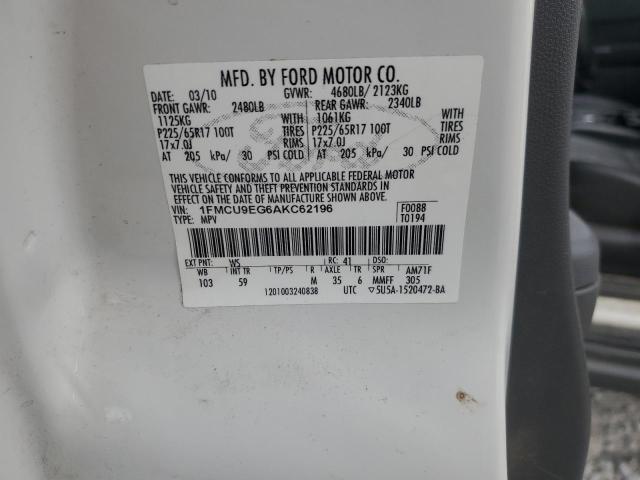 MFD. BY FORD MOTOR CO.
DATE: 03/10 GVWR: 4680LB/ 2123KG
FRONT GAWR: 2480LB REAR GAWR: 2340LB
1125KG WITH 1061KG WITH
P225/65R17 100T TIRES P225/65R17 100T TIRES
17x7.0J RIMS 17x7.0J RIMS
AT 205 kPa/ 30 PSI COLD AT 205 kPa/ 30 PSI COLD
THIS VEHICLE CONFORMS TO ALL APPLICABLE FEDERAL MOTOR
VEHICLE SAFETY AND THEFT PREVENTION STANDARDS IN
EFFECT ON THE DATE OF MANUFACTURE SHOWN ABOVE.
VIN: 1FMCU9EG6AKC62196 F0088
TYPE: MPV T0194
EXT PNT: WS RC: 41 DSO:
WB INT TR TP/PS R AXLE TR SPR AM71F
103 59 M 35 6 MMFF 305
1201003240838 UTC ▽5U5A-1520472-BA